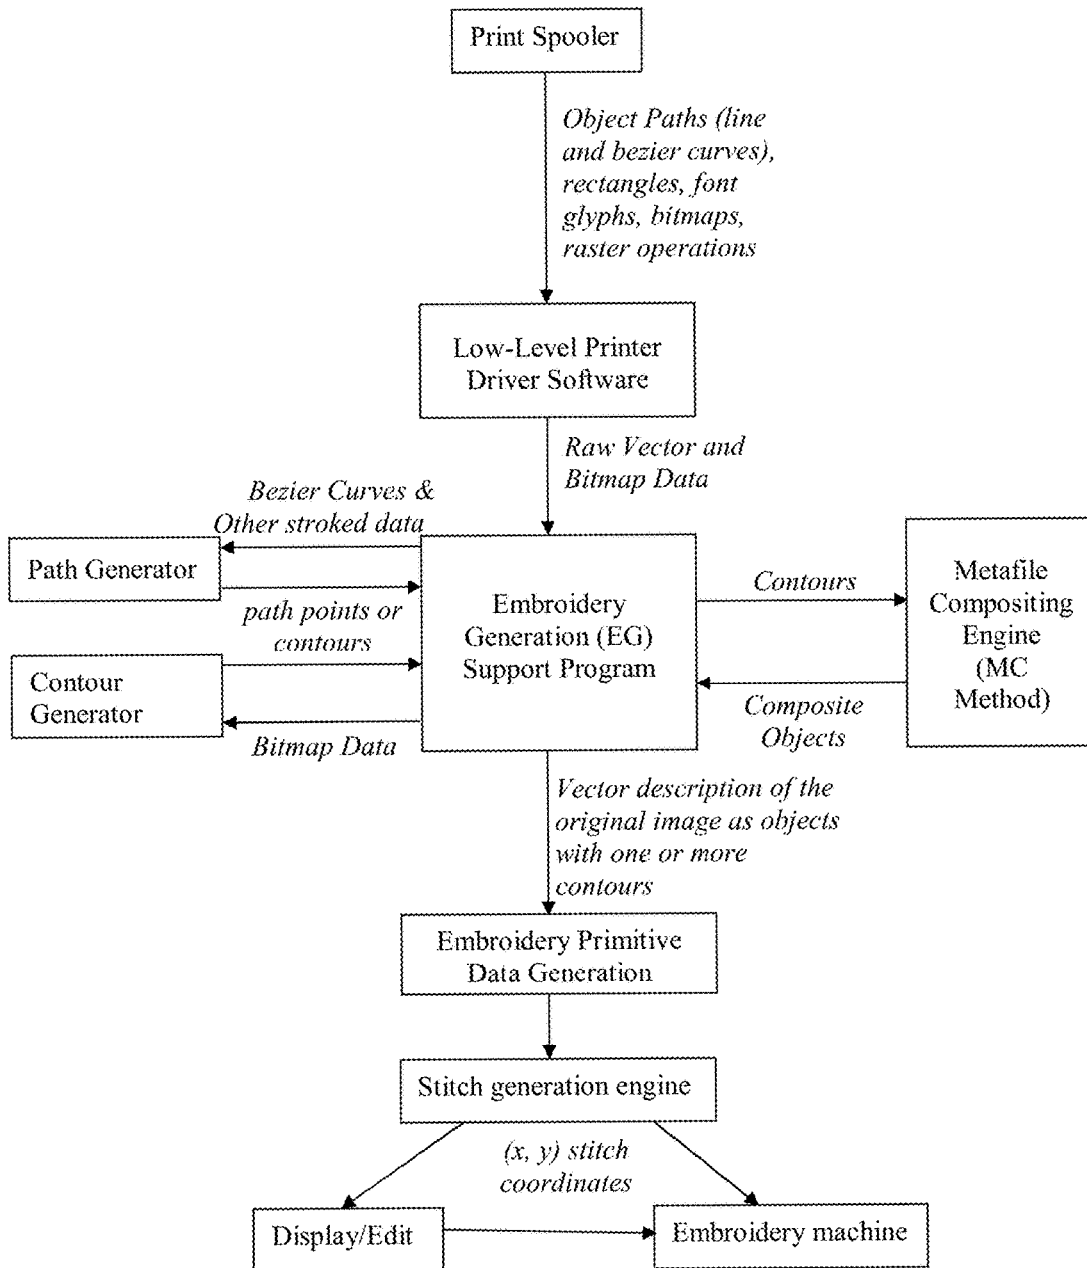 Print Spooler
Object Paths (line
and bezier curves),
rectangles, font
glyphs, bitmaps,
raster operations
Low-Level Printer
Driver Software
Raw Vector and
Bitmap Data
Bezier Curves &
Other stroked data
Path Generator
path points or
contours
Contour
Generator
Bitmap Data
Embroidery
Generation (EG)
Support Program
Contours
Composite
Objects
Metafile
Compositing
Engine
(MC
Method)
Vector description of the
original image as objects
with one or more
contours
Embroidery Primitive
Data Generation
Stitch generation engine
(x, y) stitch
coordinates
Display/Edit
Embroidery machine